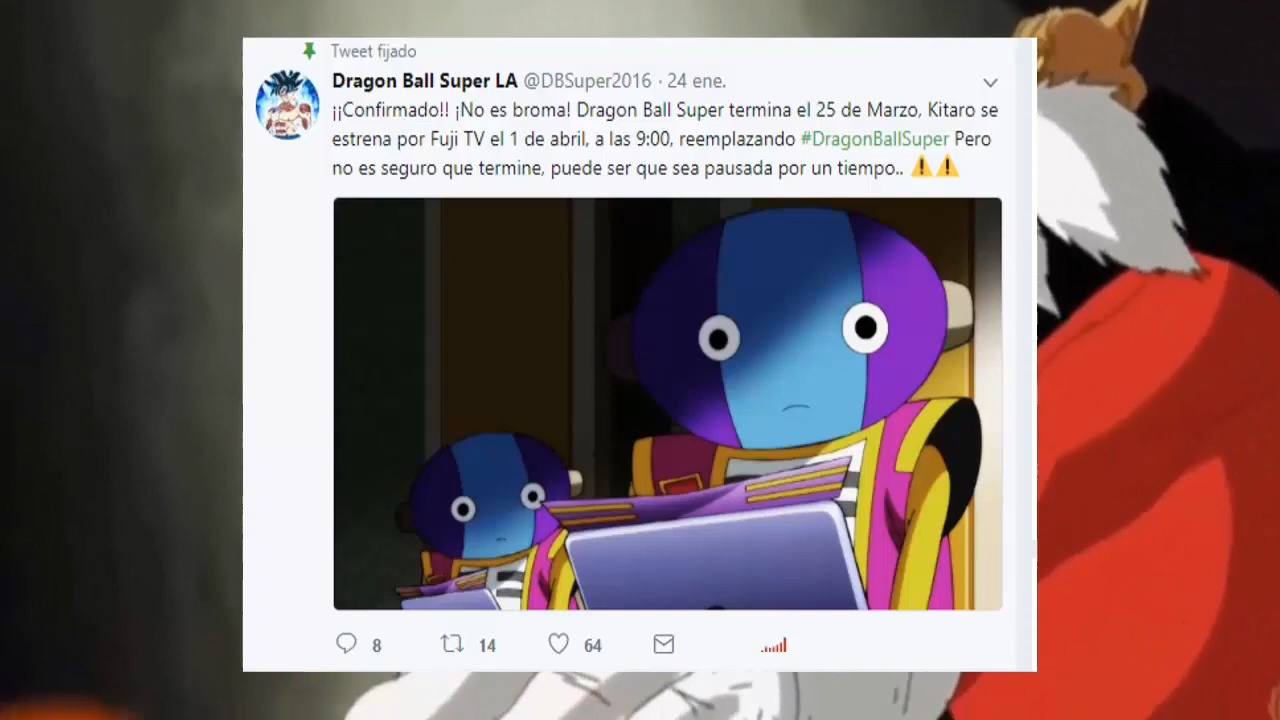 Tweet fijado
Dragon Ball Super LA @DBSuper2016 · 24 ene.
¡¡Confirmado!! ¡No es broma! Dragon Ball Super termina el 25 de Marzo, Kitaro se
estrena por Fuji TV el 1 de abril, a las 9:00, reemplazando #DragonBallSuper Pero
no es seguro que termine, puede ser que sea pausada por un tiempo.. ⚠️⚠️
8 14 64